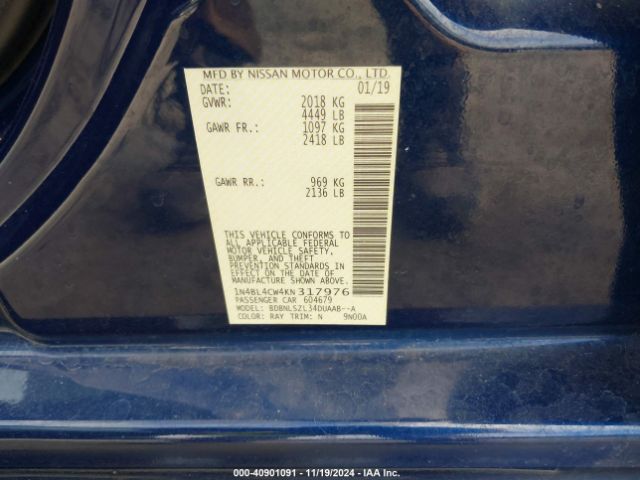 MFD BY NISSAN MOTOR CO., LTD.
DATE: 01/19
GVWR: 2018 KG
4449 LB
GAWR FR.: 1097 KG
2418 LB
GAWR RR.: 969 KG
2136 LB
THIS VEHICLE CONFORMS TO
ALL APPLICABLE FEDERAL
MOTOR VEHICLE SAFETY,
BUMPER, AND THEFT
PREVENTION STANDARDS IN
EFFECT ON THE DATE OF
MANUFACTURE SHOWN ABOVE.
1N4BL4CW4KN317976
PASSENGER CAR 604679
MODEL: BDBNLSZL34DUAAB--A
COLOR: RAY TRIM: N 9N00A
000-40901091 - 11/19/2024 - IAA Inc.